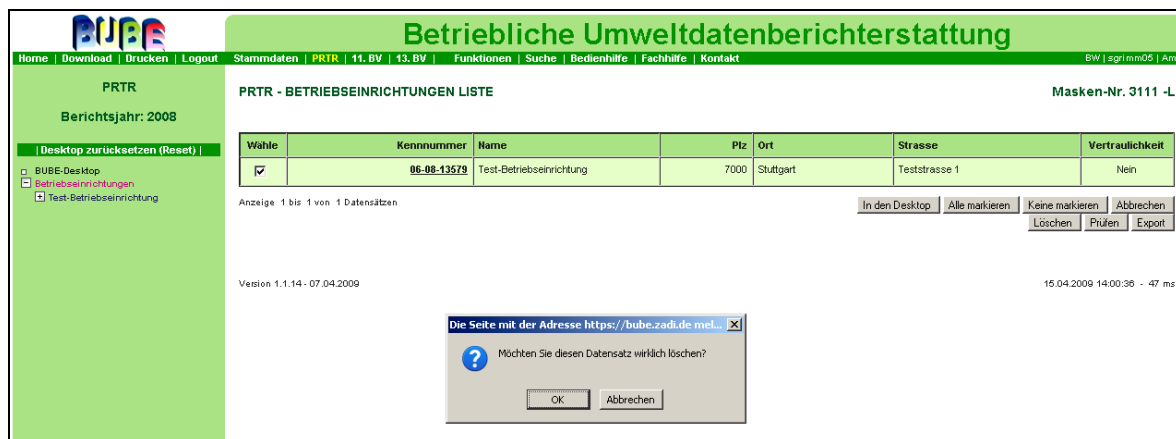 BUBE
Betriebliche Umweltdatenberichterstattung
Home | Download | Drucken | Logout
Stammdaten | PRTR | 11. BV | 13. BV | Funktionen | Suche | Bedienhilfe | Fachhilfe | Kontakt
BW | sgrimm05 | Am
PRTR
Berichtsjahr: 2008
| Desktop zurücksetzen (Reset) |
BUBE-Desktop
Betriebseinrichtungen
Test-Betriebseinrichtung
PRTR - BETRIEBSEINRICHTUNGEN LISTE
Masken-Nr. 3111 -L
Wähle Kennnummer Name Plz Ort Strasse Vertraulichkeit
06-08-13579 Test-Betriebseinrichtung 7000 Stuttgart Teststrasse 1 Nein
Anzeige 1 bis 1 von 1 Datensätzen
In den Desktop Alle markieren Keine markieren Abbrechen
Löschen Prüfen Export
Version 1.1.14 - 07.04.2009
15.04.2009 14:00:36 - 47 ms
Die Seite mit der Adresse https://bube.zadi.de mel...
Möchten Sie diesen Datensatz wirklich löschen?
OK Abbrechen